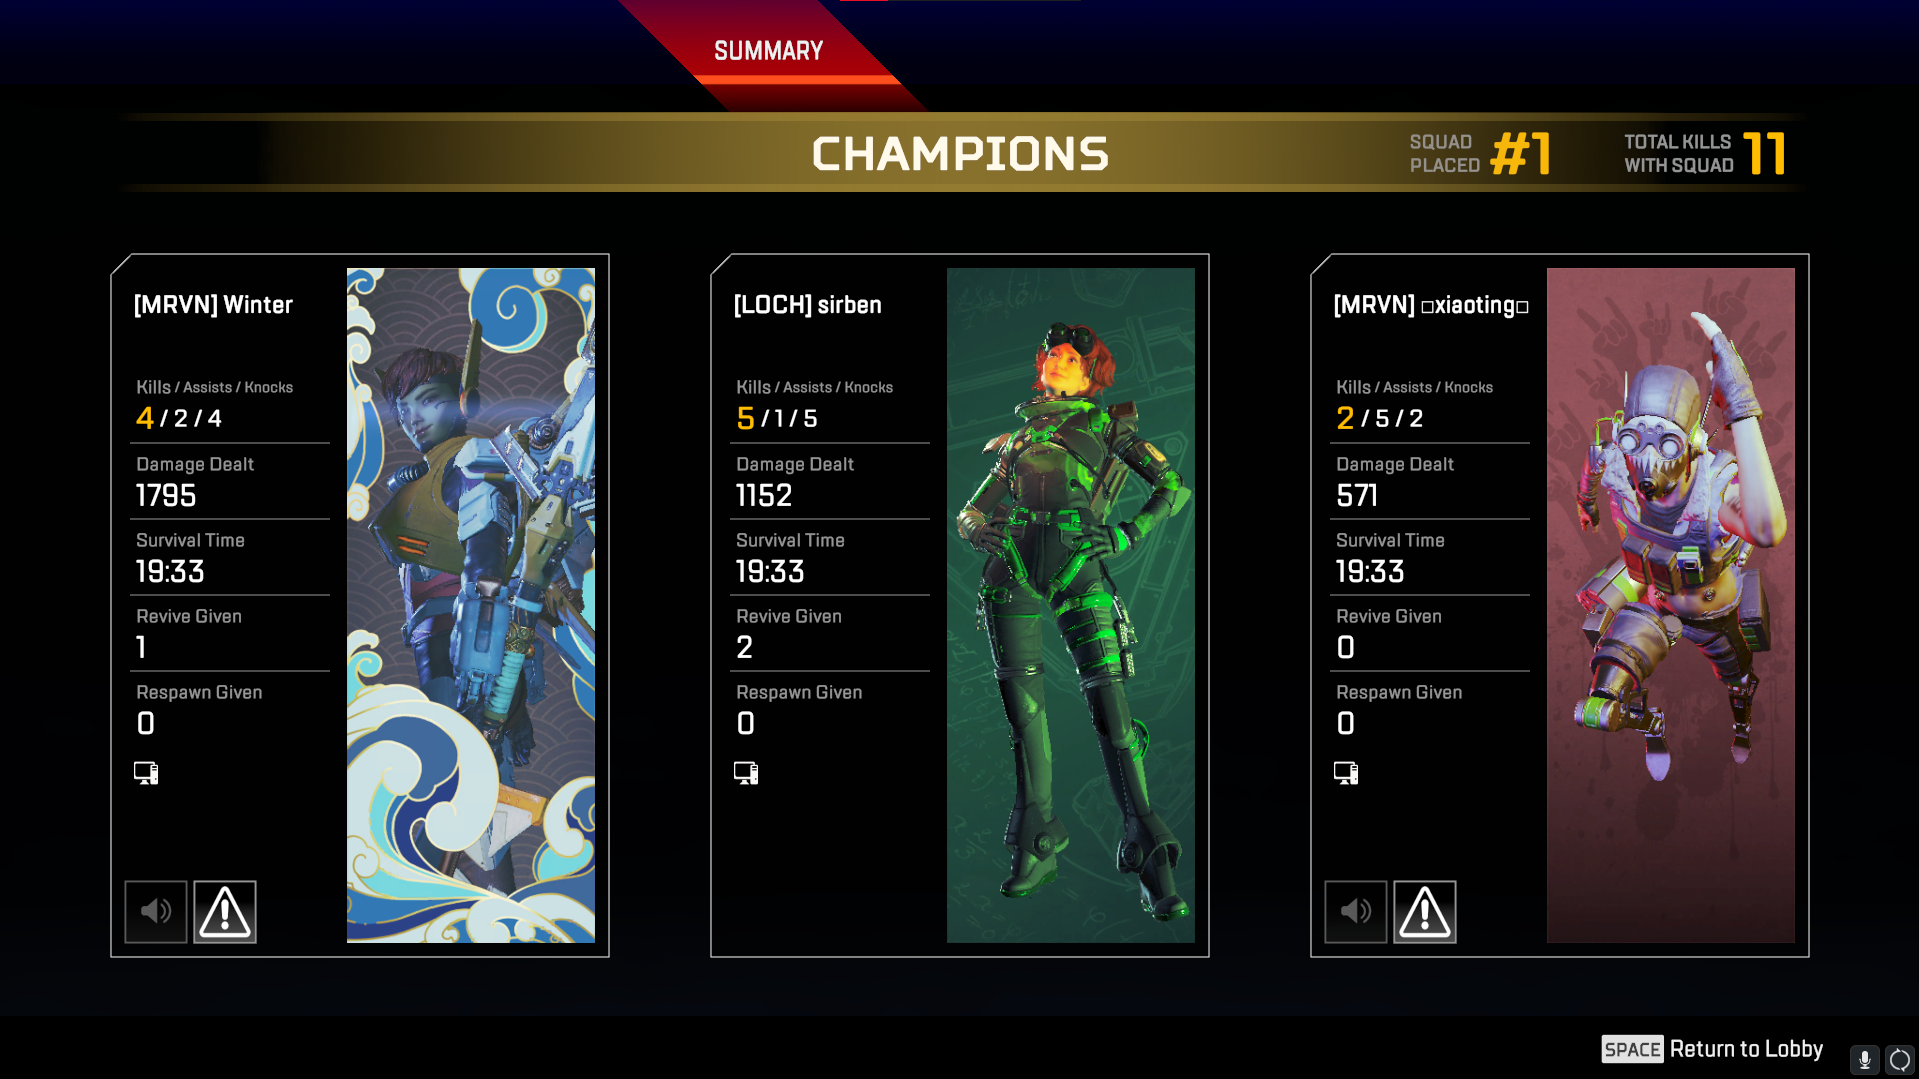 SUMMARY
CHAMPIONS
SQUAD PLACED #1
TOTAL KILLS WITH SQUAD 11
[MRVN] Winter
Kills / Assists / Knocks
4 / 2 / 4
Damage Dealt
1795
Survival Time
19:33
Revive Given
1
Respawn Given
0
[LOCH] sirben
Kills / Assists / Knocks
5 / 1 / 5
Damage Dealt
1152
Survival Time
19:33
Revive Given
2
Respawn Given
0
[MRVN] □xiaoting□
Kills / Assists / Knocks
2 / 5 / 2
Damage Dealt
571
Survival Time
19:33
Revive Given
0
Respawn Given
0
SPACE Return to Lobby